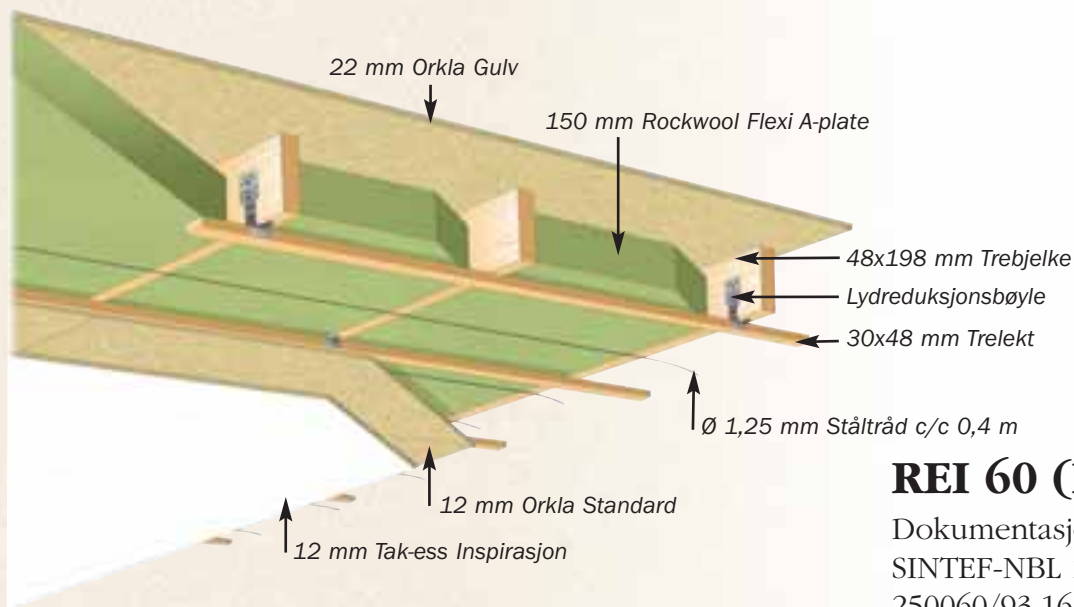 22 mm Orkla Gulv
150 mm Rockwool Flexi A-plate
48x198 mm Trebjelke
Lydreduksjonsbøyle
30x48 mm Trelekt
Ø 1,25 mm Ståltråd c/c 0,4 m
12 mm Orkla Standard
12 mm Tak-ess Inspirasjon
REI 60 (
SINTEF-NBL
250060/93.16